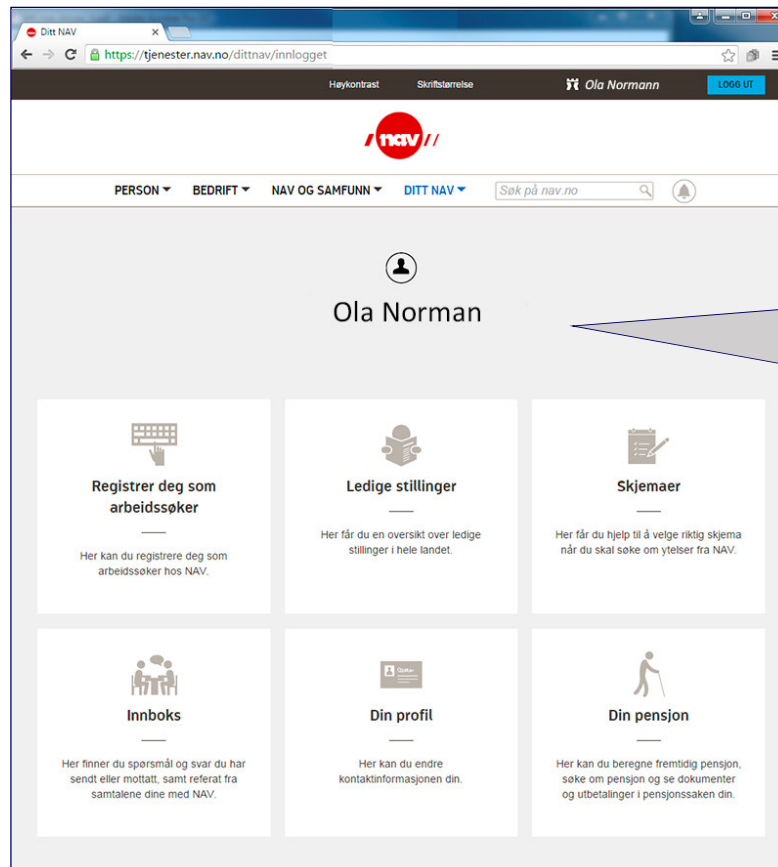 Ditt NAV
https://tjenester.nav.no/dittnav/innlogget
Høykontrast Skriftstørrelse Ola Normann LOGG UT
nav
PERSON BEDRIFT NAV OG SAMFUNN DITT NAV Søk på nav.no
Ola Norman
Registrer deg som
arbeidssøker
Her kan du registrere deg som
arbeidssøker hos NAV.
Ledige stillinger
Her får du en oversikt over ledige
stillinger i hele landet.
Skjemaer
Her får du hjelp til å velge riktig skjema
når du skal søke om ytelser fra NAV.
Innboks
Her finner du spørsmål og svar du har
sendt eller mottatt, samt referat fra
samtalene dine med NAV.
Din profil
Her kan du endre
kontaktinformasjonen din.
Din pensjon
Her kan du beregne fremtidig pensjon,
søke om pensjon og se dokumenter
og utbetalinger i pensjonssaken din.